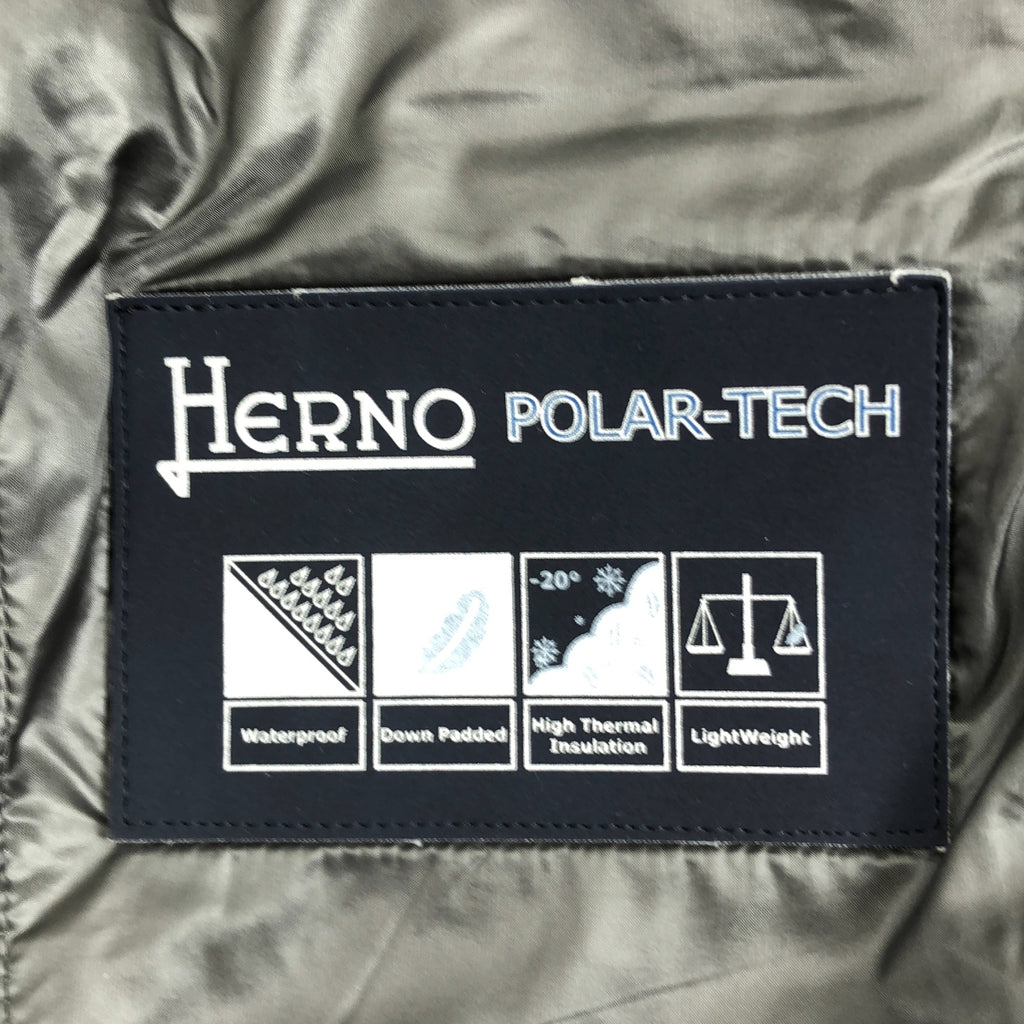 HERNO POLAR-TECH
-20°
Waterproof
Down Padded
High Thermal
Insulation
LightWeight